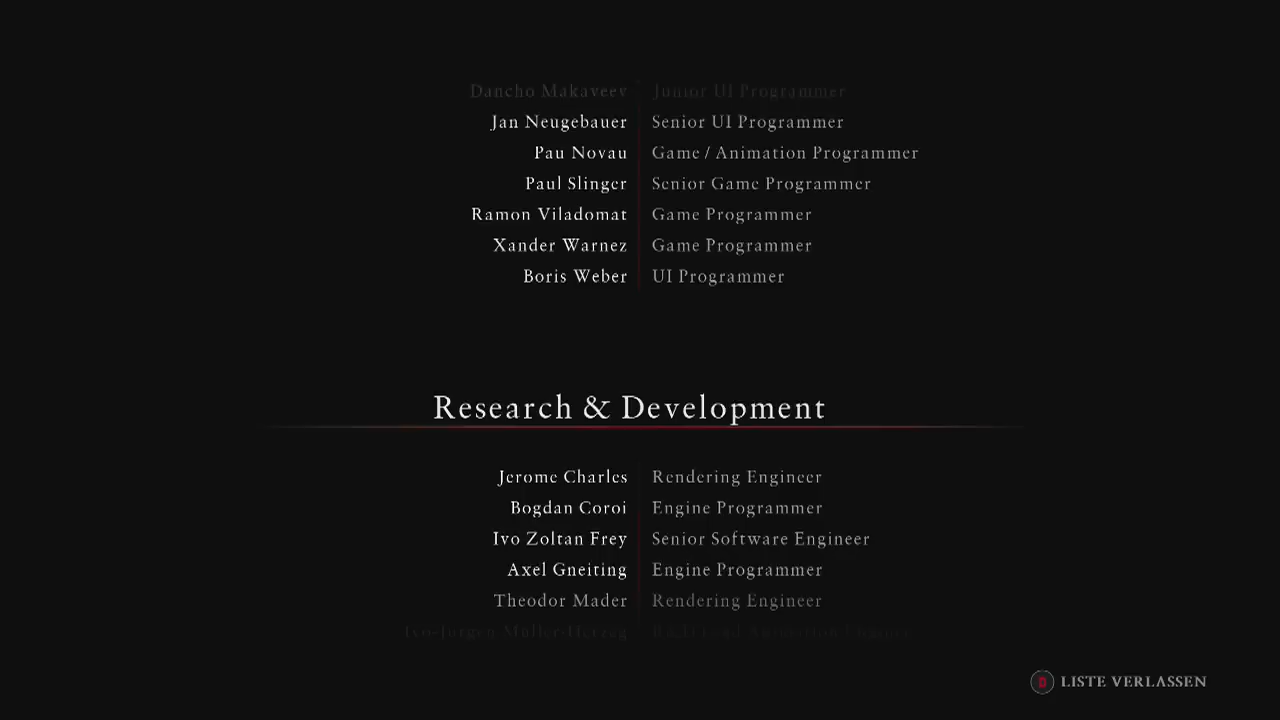 Dancho Makaveev Junior UI Programmer
Jan Neugebauer Senior UI Programmer
Pau Novau Game / Animation Programmer
Paul Slinger Senior Game Programmer
Ramon Viladomat Game Programmer
Xander Warnez Game Programmer
Boris Weber UI Programmer
Research & Development
Jerome Charles Rendering Engineer
Bogdan Coroi Engine Programmer
Ivo Zoltan Frey Senior Software Engineer
Axel Gneiting Engine Programmer
Theodor Mader Rendering Engineer
LISTE VERLASSEN